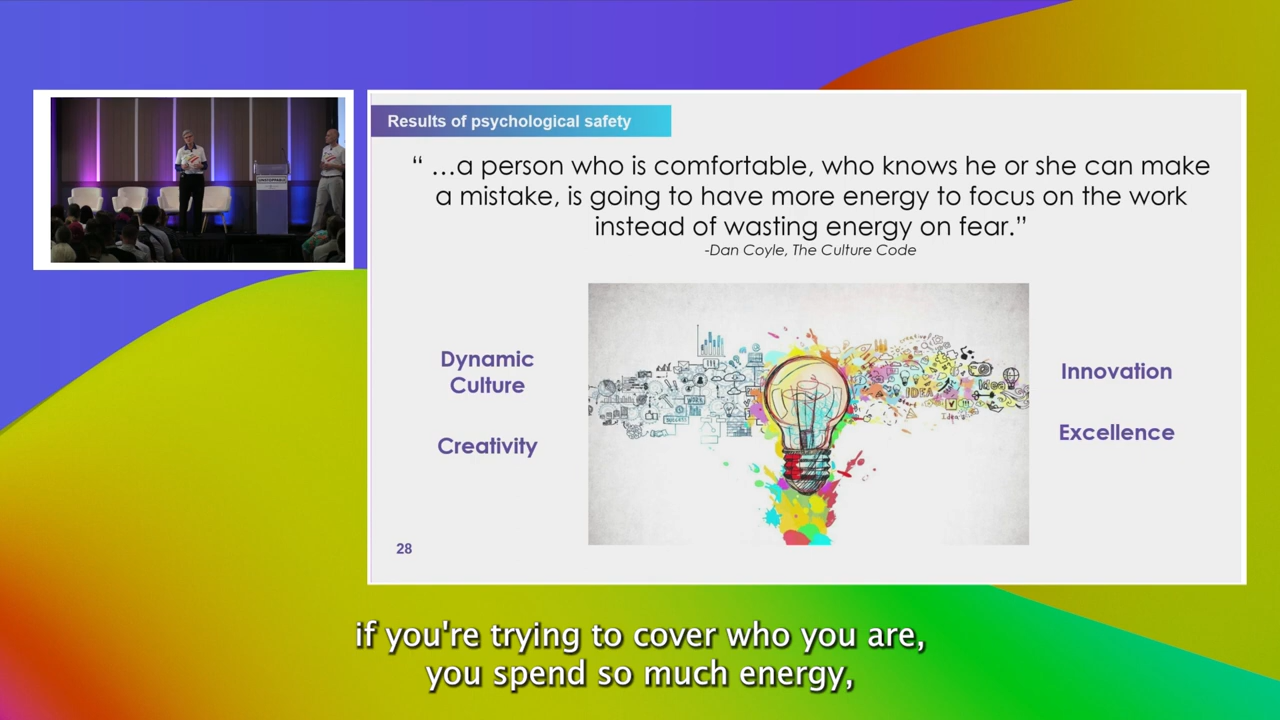 Results of psychological safety
“ …a person who is comfortable, who knows he or she can make
a mistake, is going to have more energy to focus on the work
instead of wasting energy on fear.”
-Dan Coyle, The Culture Code
Dynamic
Culture
Creativity
Innovation
Excellence
IDEA
Idea
28
if you're trying to cover who you are,
you spend so much energy,